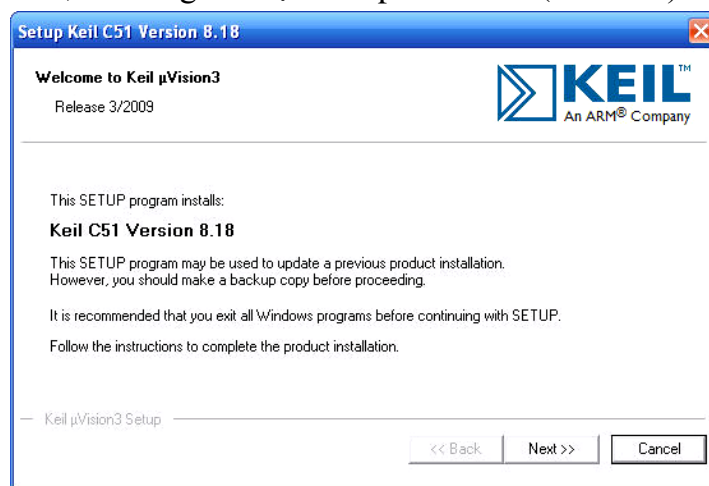 Setup Keil C51 Version 8.18
Welcome to Keil µVision3
Release 3/2009
KEIL™
An ARM® Company
This SETUP program installs:
Keil C51 Version 8.18
This SETUP program may be used to update a previous product installation.
However, you should make a backup copy before proceeding.
It is recommended that you exit all Windows programs before continuing with SETUP.
Follow the instructions to complete the product installation.
Keil µVision3 Setup
<< Back
Next >>
Cancel